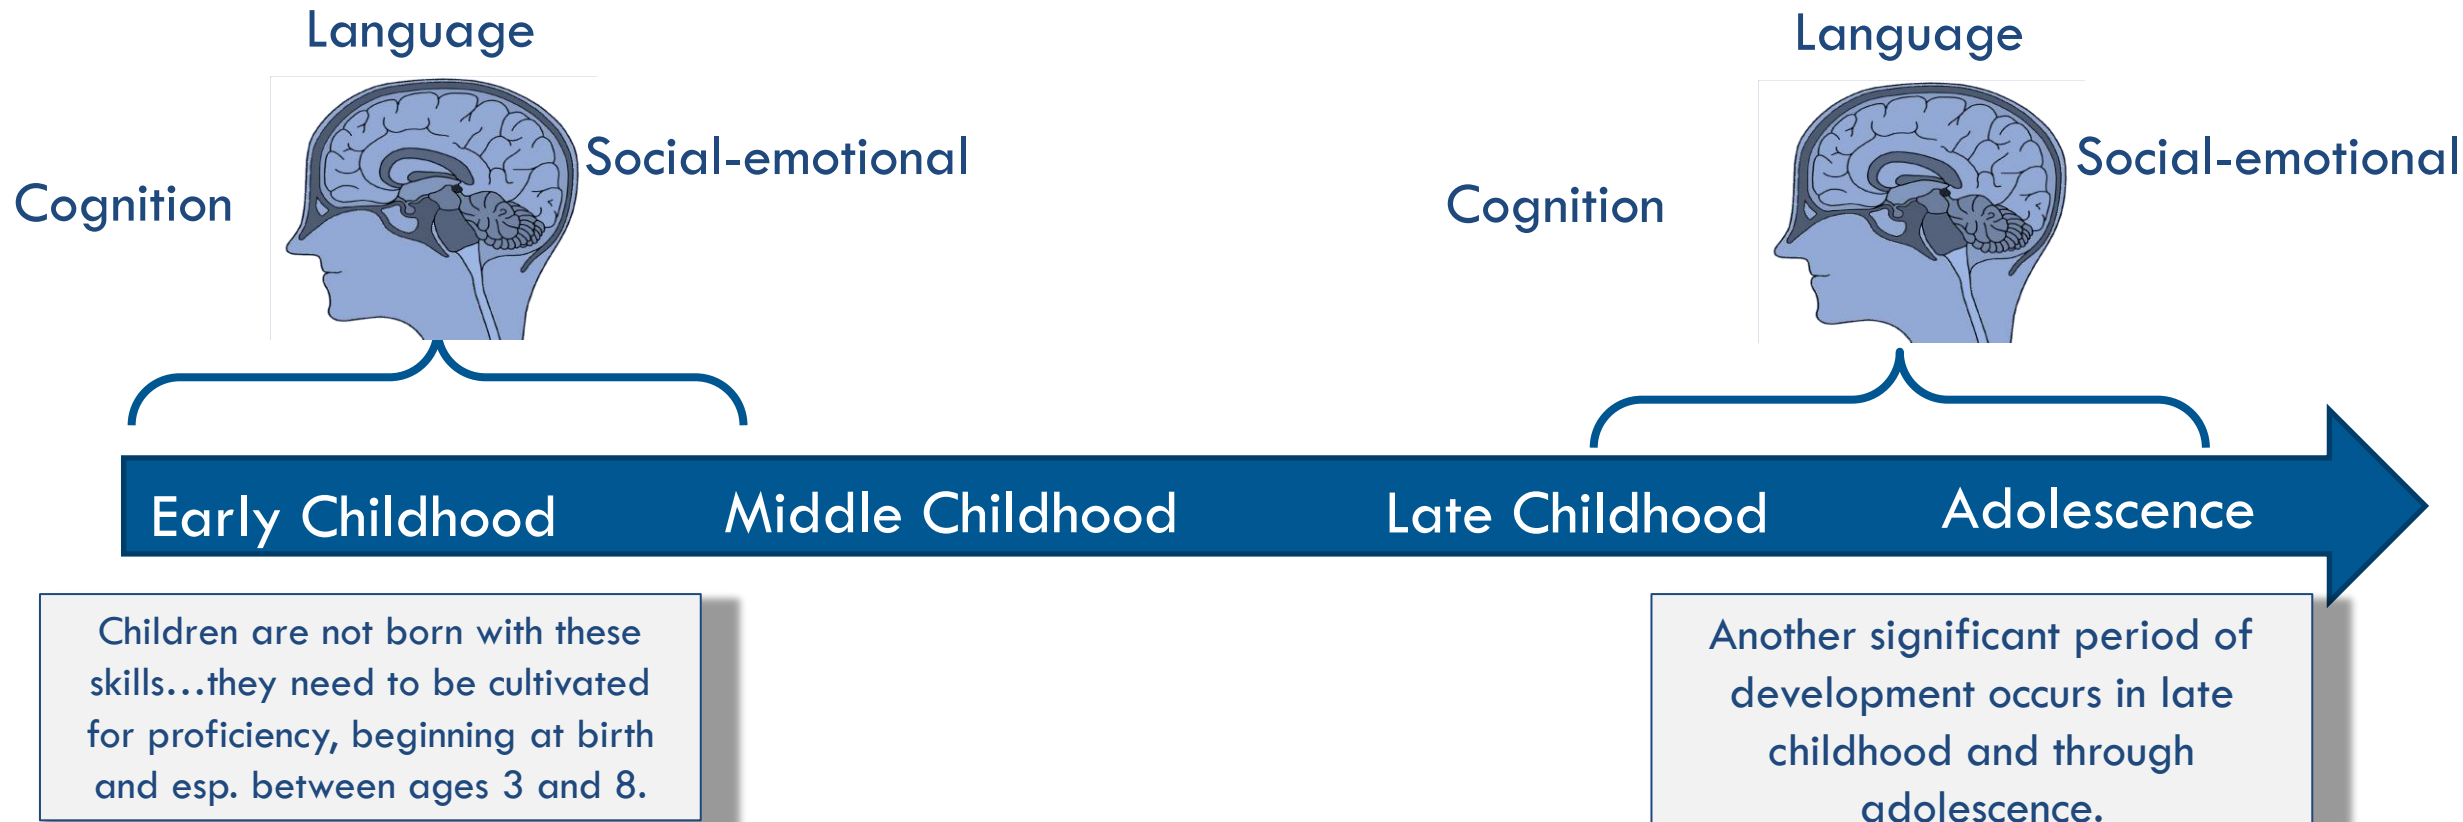 Language
Cognition
Social-emotional
Language
Cognition
Social-emotional
Early Childhood
Middle Childhood
Late Childhood
Adolescence
Children are not born with these
skills...they need to be cultivated
for proficiency, beginning at birth
and esp. between ages 3 and 8.
Another significant period of
development occurs in late
childhood and through
adolescence.